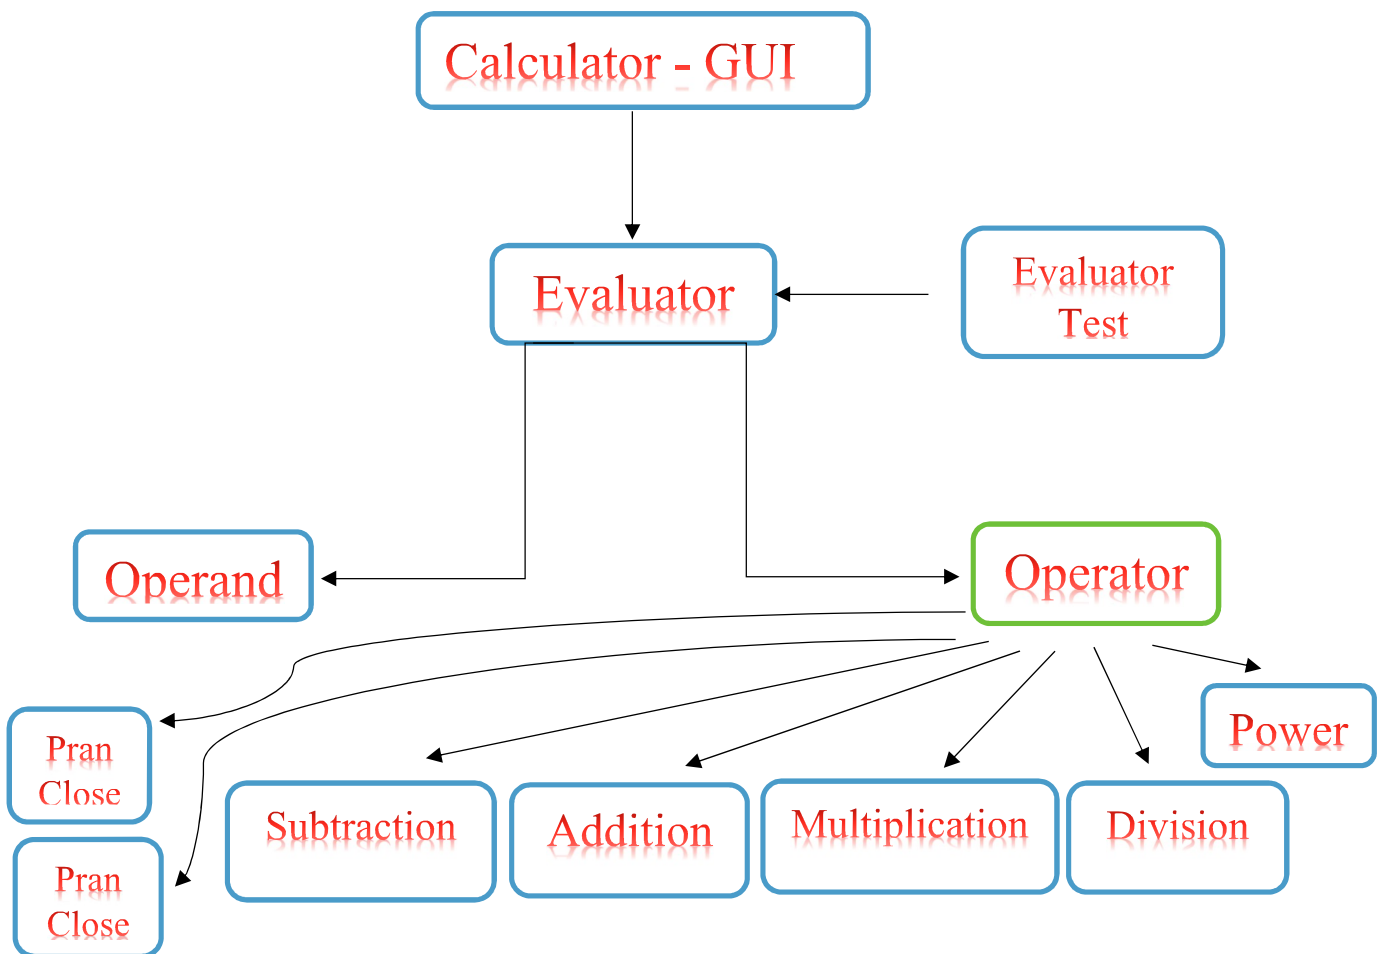 Calculator - GUI
Evaluator
Evaluator
Test
Operand
Operator
Pran
Close
Power
Subtraction
Addition
Multiplication
Division
Pran
Close